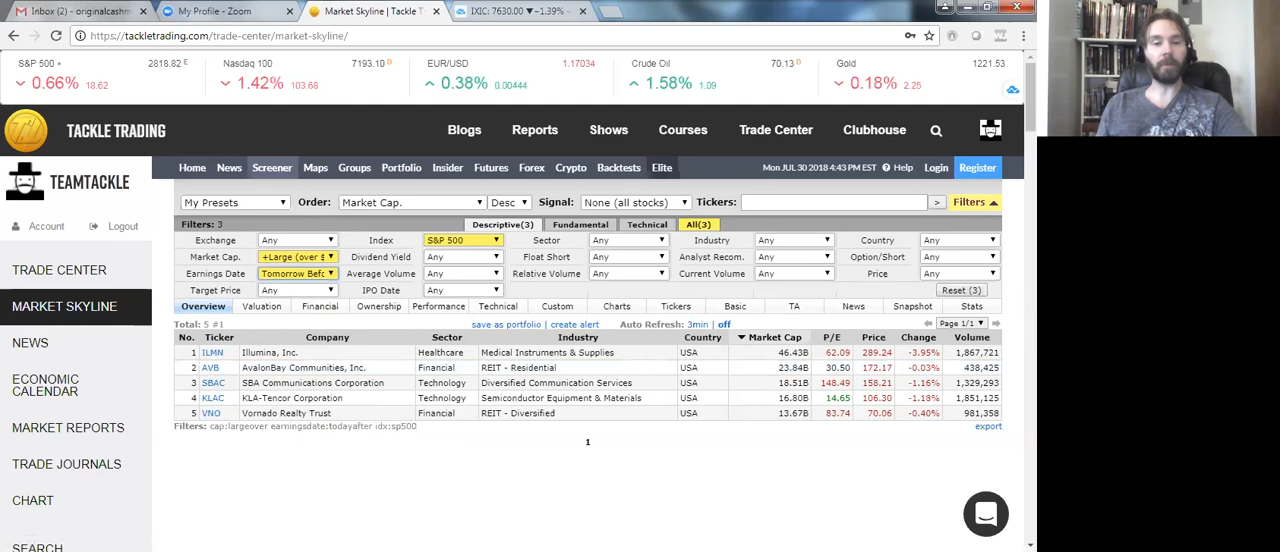 Inbox (2) - originalcashm
My Profile - Zoom
Market Skyline | Tackle T
IXIC: 7630.00 ▼−1.39%
https://tackletrading.com/trade-center/market-skyline/
S&P 500 2818.82 E
0.66% 18.62
Nasdaq 100 7193.10 D
1.42% 103.68
EUR/USD 1.17034
0.38% 0.00444
Crude Oil 70.13 D
1.58% 1.09
Gold 1221.53
0.18% 2.25
TACKLE TRADING
Blogs Reports Shows Courses Trade Center Clubhouse
TEAMTACKLE
Account Logout
TRADE CENTER
MARKET SKYLINE
NEWS
ECONOMIC
CALENDAR
MARKET REPORTS
TRADE JOURNALS
CHART
SEARCH
Home News Screener Maps Groups Portfolio Insider Futures Forex Crypto Backtests Elite Mon JUL 30 2018 4:43 PM EST Help Login Register
My Presets Order: Market Cap. Desc Signal: None (all stocks) Tickers: > Filters
Filters: 3 Descriptive(3) Fundamental Technical All(3)
Exchange Any Index S&P 500 Sector Any Industry Any Country Any
Market Cap. +Large (over $ Dividend Yield Any Float Short Any Analyst Recom. Any Option/Short Any
Earnings Date Tomorrow Befo Average Volume Any Relative Volume Any Current Volume Any Price Any
Target Price Any IPO Date Any Reset (3)
Overview Valuation Financial Ownership Performance Technical Custom Charts Tickers Basic TA News Snapshot Stats
Total: 5 #1 save as portfolio | create alert Auto Refresh: 3min | off Page 1/1
No. Ticker Company Sector Industry Country Market Cap P/E Price Change Volume
1 ILMN Illumina, Inc. Healthcare Medical Instruments & Supplies USA 46.43B 62.09 289.24 -3.95% 1,867,721
2 AVB AvalonBay Communities, Inc. Financial REIT - Residential USA 23.84B 30.50 172.17 -0.03% 438,425
3 SBAC SBA Communications Corporation Technology Diversified Communication Services USA 18.51B 148.49 158.21 -1.16% 1,329,293
4 KLAC KLA-Tencor Corporation Technology Semiconductor Equipment & Materials USA 16.80B 14.65 106.30 -1.18% 1,851,125
5 VNO Vornado Realty Trust Financial REIT - Diversified USA 13.67B 83.74 70.06 -0.40% 981,358
Filters: cap:largeover earningsdate:todayafter idx:sp500 export
1